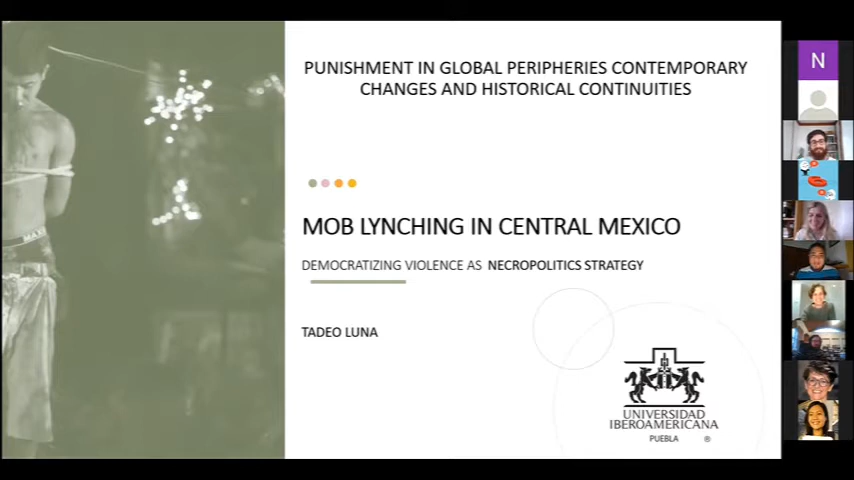 PUNISHMENT IN GLOBAL PERIPHERIES CONTEMPORARY
CHANGES AND HISTORICAL CONTINUITIES
N
MOB LYNCHING IN CENTRAL MEXICO
DEMOCRATIZING VIOLENCE AS NECROPOLITICS STRATEGY
TADEO LUNA
UNIVERSIDAD
IBEROAMERICANA
PUEBLA ®